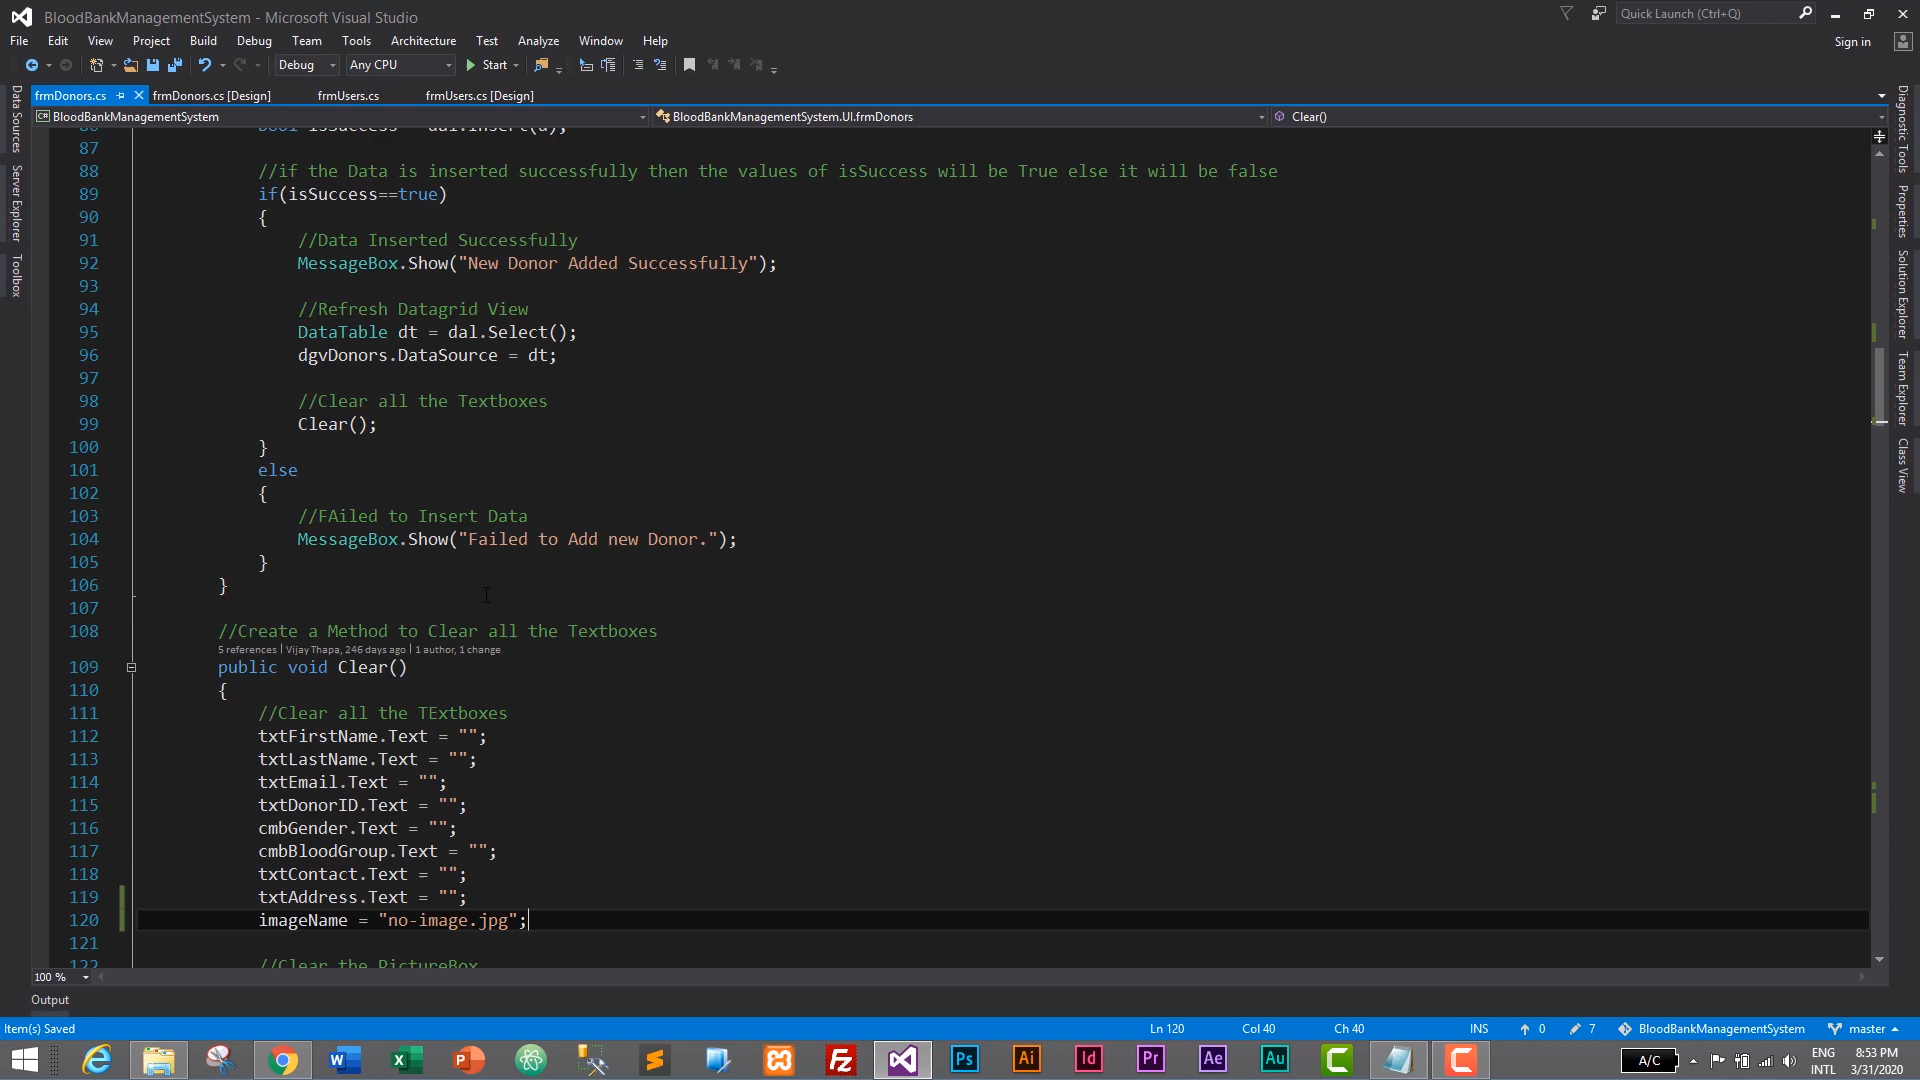 BloodBankManagementSystem - Microsoft Visual Studio
Quick Launch (Ctrl+Q)
File Edit View Project Build Debug Team Tools Architecture Test Analyze Window Help
Sign in
Debug Any CPU Start
frmDonors.cs frmDonors.cs [Design] frmUsers.cs frmUsers.cs [Design]
BloodBankManagementSystem BloodBankManagementSystem.UI.frmDonors Clear()
Data Sources
Server Explorer
Toolbox
Diagnostic Tools
Properties
Solution Explorer
Team Explorer
Class View
86 bool isSuccess = dal.Insert(d);
87
88 //if the Data is inserted successfully then the values of isSuccess will be True else it will be false
89 if(isSuccess==true)
90 {
91 //Data Inserted Successfully
92 MessageBox.Show("New Donor Added Successfully");
93
94 //Refresh Datagrid View
95 DataTable dt = dal.Select();
96 dgvDonors.DataSource = dt;
97
98 //Clear all the Textboxes
99 Clear();
100 }
101 else
102 {
103 //FAiled to Insert Data
104 MessageBox.Show("Failed to Add new Donor.");
105 }
106 }
107
108 //Create a Method to Clear all the Textboxes
5 references | Vijay Thapa, 246 days ago | 1 author, 1 change
109 public void Clear()
110 {
111 //Clear all the TExtboxes
112 txtFirstName.Text = "";
113 txtLastName.Text = "";
114 txtEmail.Text = "";
115 txtDonorID.Text = "";
116 cmbGender.Text = "";
117 cmbBloodGroup.Text = "";
118 txtContact.Text = "";
119 txtAddress.Text = "";
120 imageName = "no-image.jpg";
121
122 //Clear the PictureBox
100 %
Output
Item(s) Saved Ln 120 Col 40 Ch 40 INS 0 7 BloodBankManagementSystem master
Ps Ai Id Pr Ae Au
A/C
ENG 8:53 PM
INTL 3/31/2020